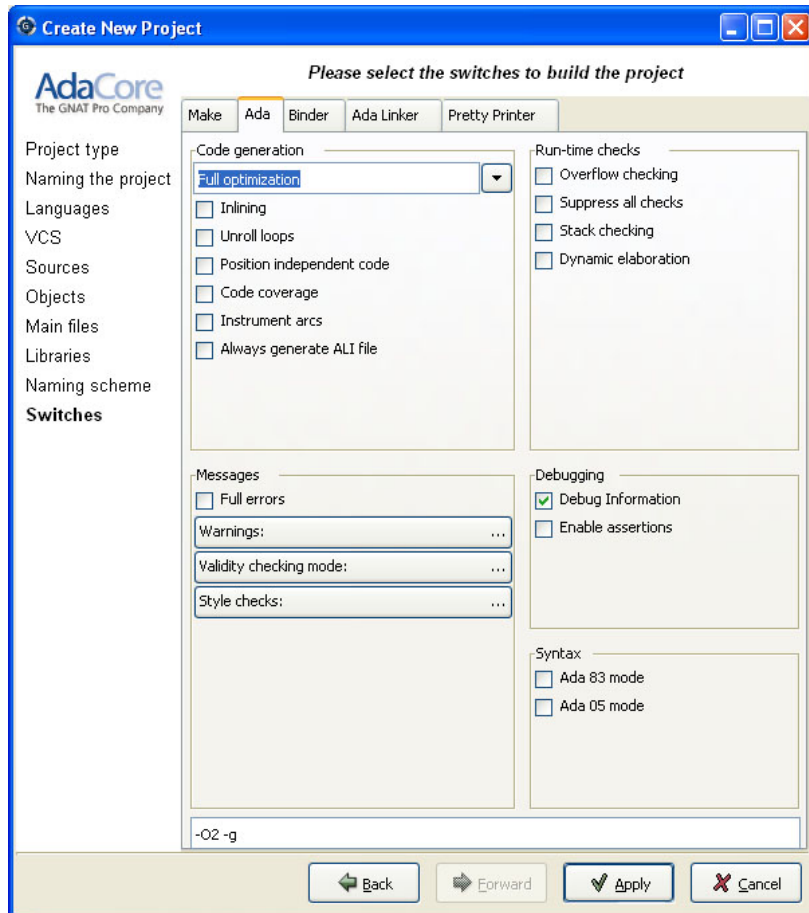 Create New Project
AdaCore
The GNAT Pro Company
Please select the switches to build the project
Project type
Naming the project
Languages
VCS
Sources
Objects
Main files
Libraries
Naming scheme
Switches
Make Ada Binder Ada Linker Pretty Printer
Code generation
Full optimization
Inlining
Unroll loops
Position independent code
Code coverage
Instrument arcs
Always generate ALI file
Run-time checks
Overflow checking
Suppress all checks
Stack checking
Dynamic elaboration
Messages
Full errors
Warnings: ...
Validity checking mode: ...
Style checks: ...
Debugging
Debug Information
Enable assertions
Syntax
Ada 83 mode
Ada 05 mode
-O2 -g
Back Forward Apply Cancel